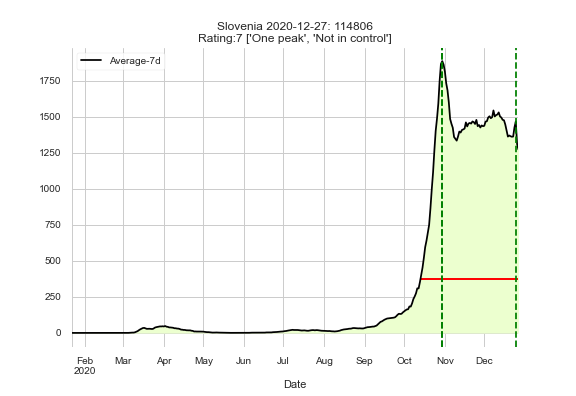 Slovenia 2020-12-27: 114806
Rating:7 ['One peak', 'Not in control']
Average-7d
1750
1500
1250
1000
750
500
250
0
Feb Mar Apr May Jun Jul Aug Sep Oct Nov Dec
2020
Date